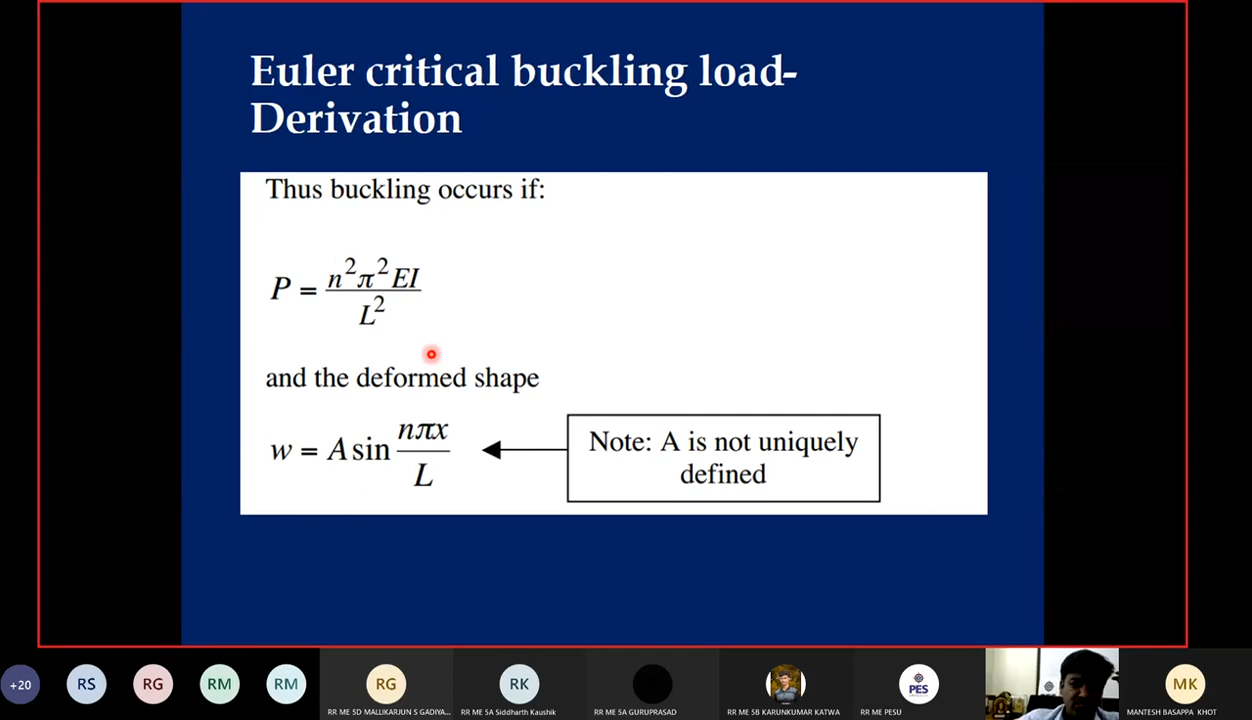 Euler critical buckling load-
Derivation
Thus buckling occurs if:
P = n²π²EI / L²
and the deformed shape
w = A sin nπx / L
Note: A is not uniquely
defined
+20
RS
RG
RM
RM
RG
RK
PES
MK
RR ME 5D MALLIKARJUN S GADIYA...
RR ME 5A Siddharth Kaushik
RR ME 5A GURUPRASAD
RR ME 5B KARUNKUMAR KATWA
RR ME PESU
MANTESH BASAPPA KHOT